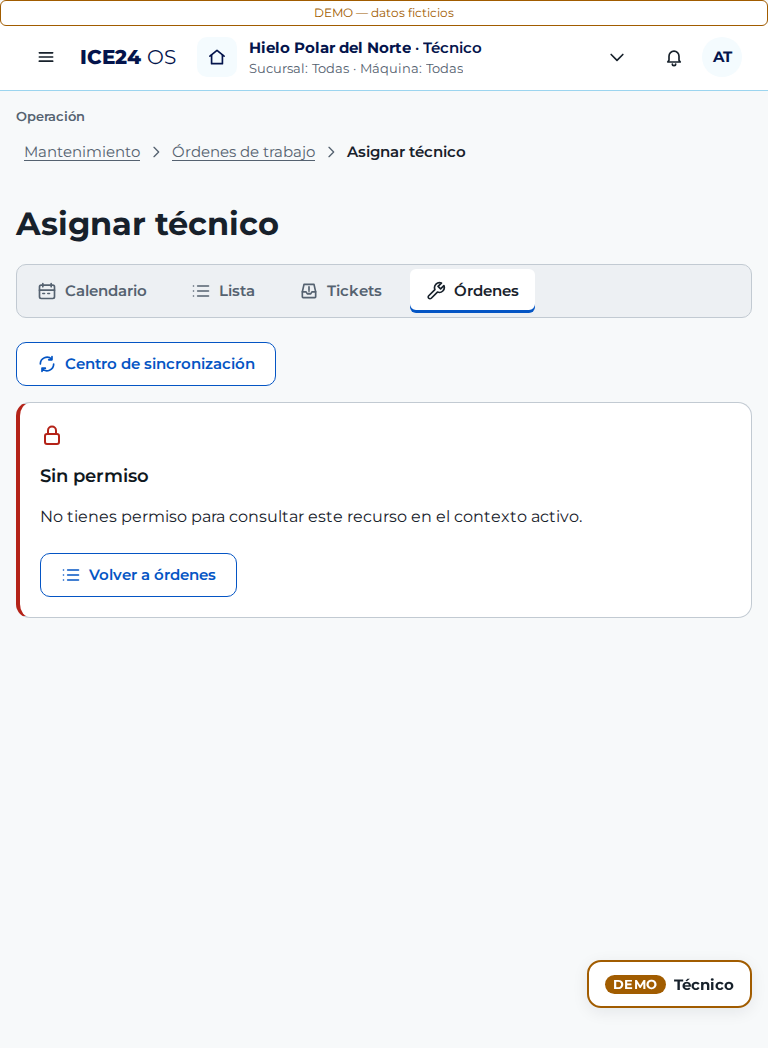 DEMO — datos ficticios
ICE24 OS
Hielo Polar del Norte · Técnico
Sucursal: Todas · Máquina: Todas
AT
Operación
Mantenimiento > Órdenes de trabajo > Asignar técnico
Asignar técnico
Calendario Lista Tickets Órdenes
Centro de sincronización
Sin permiso
No tienes permiso para consultar este recurso en el contexto activo.
Volver a órdenes
DEMO Técnico